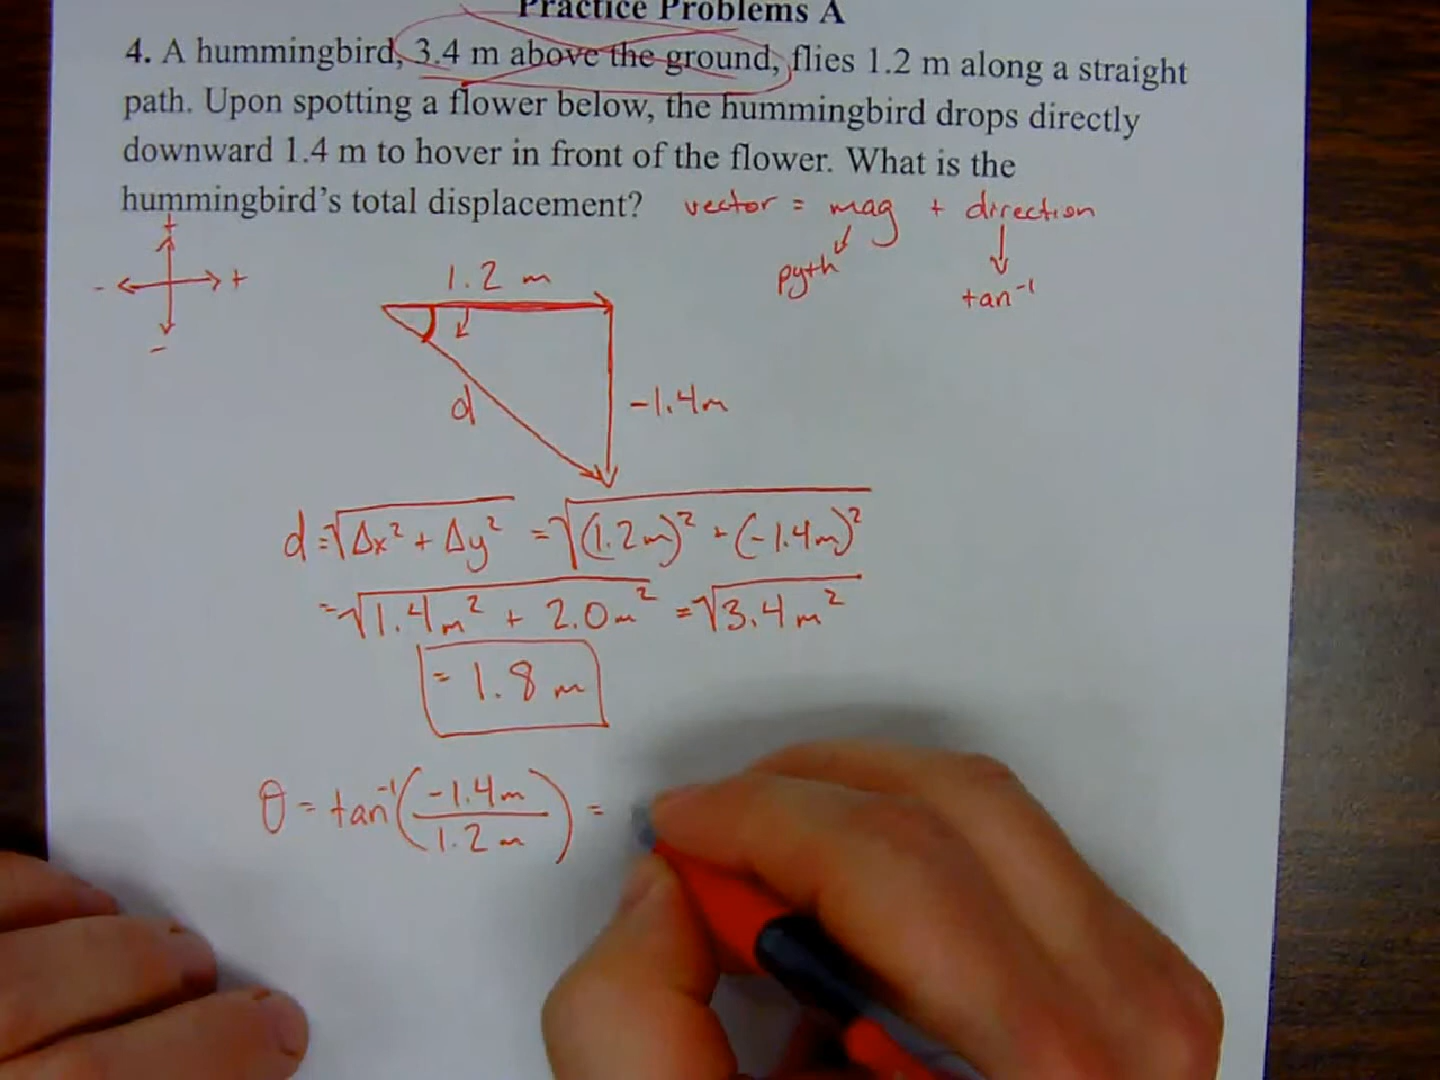 Practice Problems A
4. A hummingbird, 3.4 m above the ground, flies 1.2 m along a straight
path. Upon spotting a flower below, the hummingbird drops directly
downward 1.4 m to hover in front of the flower. What is the
hummingbird's total displacement? vector = mag + direction
pyth
tan⁻¹
+
- +
-
1.2 m
d
-1.4m
d = √Δx² + Δy² = √(1.2m)² + (-1.4m)²
= √1.4m² + 2.0m² = √3.4m²
= 1.8 m
θ = tan⁻¹(-1.4m / 1.2m) =